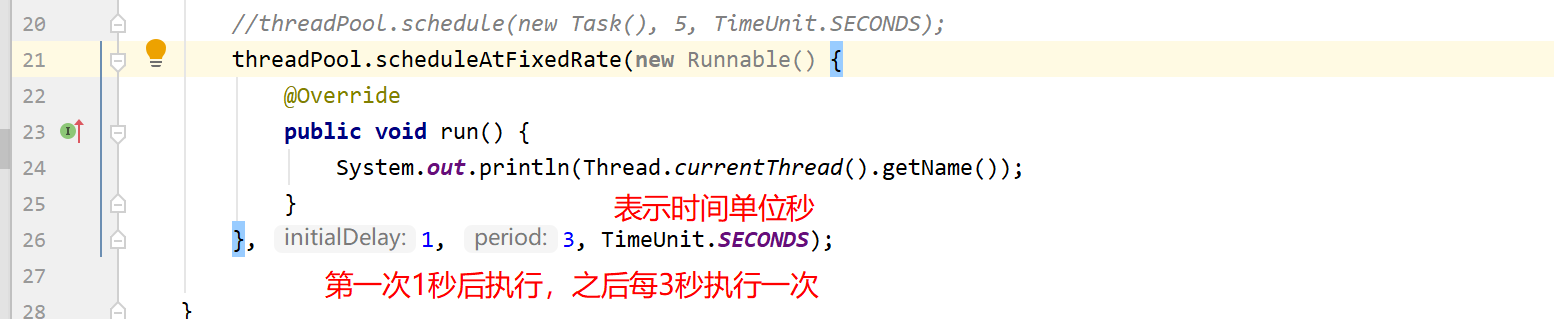 20 //threadPool.schedule(new Task(), 5, TimeUnit.SECONDS);
21 threadPool.scheduleAtFixedRate(new Runnable() {
22 @Override
23 I public void run() {
24 System.out.println(Thread.currentThread().getName());
25 }
表示时间单位秒
26 }, initialDelay: 1, period: 3, TimeUnit.SECONDS);
27
第一次1秒后执行，之后每3秒执行一次
28 }